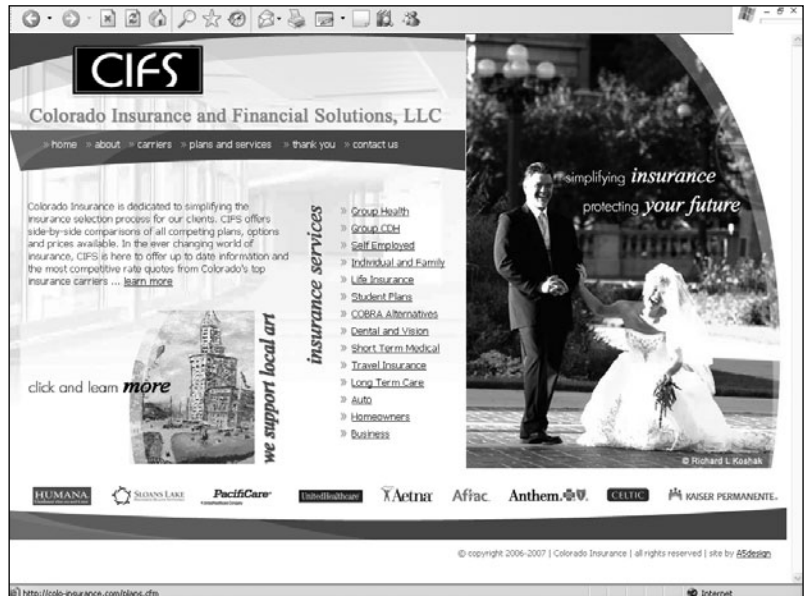 CIFS
Colorado Insurance and Financial Solutions, LLC
» home » about » carriers » plans and services » thank you » contact us
simplifying insurance
protecting your future
Colorado Insurance is dedicated to simplifying the
insurance selection process for our clients. CIFS offers
side-by-side comparisons of all competing plans, options
and prices available. In the ever changing world of
insurance, CIFS is here to offer up to date information and
the most competitive rate quotes from Colorado's top
insurance carriers ... learn more
click and learn more
we support local art
insurance services
» Group Health
» Group CDH
» Self Employed
» Individual and Family
» Life Insurance
» Student Plans
» COBRA Alternatives
» Dental and Vision
» Short Term Medical
» Travel Insurance
» Long Term Care
» Auto
» Homeowners
» Business
© Richard L Koshak
HUMANA. SLOANS LAKE PacifiCare UnitedHealthcare Aetna Aflac Anthem. CELTIC KAISER PERMANENTE.
© copyright 2006-2007 | Colorado Insurance | all rights reserved | site by A5design
http://colo-insurance.com/plans.cfm Internet